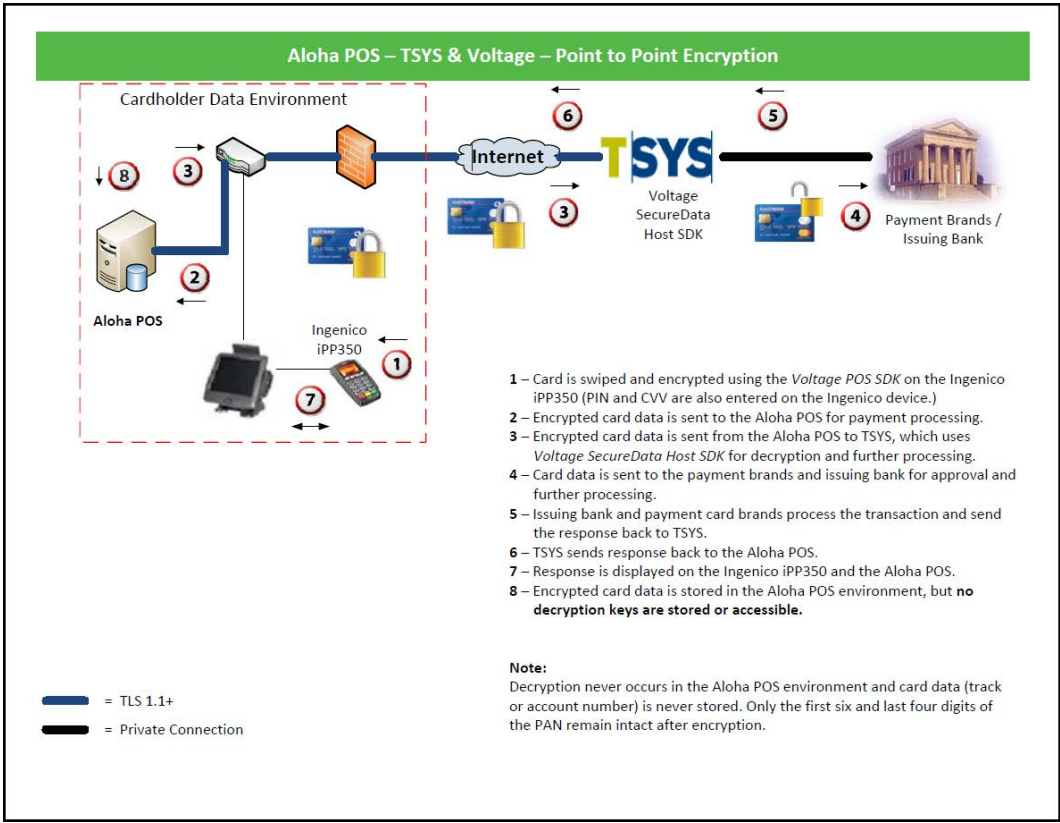 Aloha POS – TSYS & Voltage – Point to Point Encryption
Cardholder Data Environment
6
5
8
3
Internet
TSYS
3
Voltage
SecureData
Host SDK
4
Payment Brands /
Issuing Bank
2
Aloha POS
Ingenico
iPP350
1
7
1 – Card is swiped and encrypted using the Voltage POS SDK on the Ingenico
iPP350 (PIN and CVV are also entered on the Ingenico device.)
2 – Encrypted card data is sent to the Aloha POS for payment processing.
3 – Encrypted card data is sent from the Aloha POS to TSYS, which uses
Voltage SecureData Host SDK for decryption and further processing.
4 – Card data is sent to the payment brands and issuing bank for approval and
further processing.
5 – Issuing bank and payment card brands process the transaction and send
the response back to TSYS.
6 – TSYS sends response back to the Aloha POS.
7 – Response is displayed on the Ingenico iPP350 and the Aloha POS.
8 – Encrypted card data is stored in the Aloha POS environment, but no
decryption keys are stored or accessible.
Note:
Decryption never occurs in the Aloha POS environment and card data (track
or account number) is never stored. Only the first six and last four digits of
the PAN remain intact after encryption.
= TLS 1.1+
= Private Connection